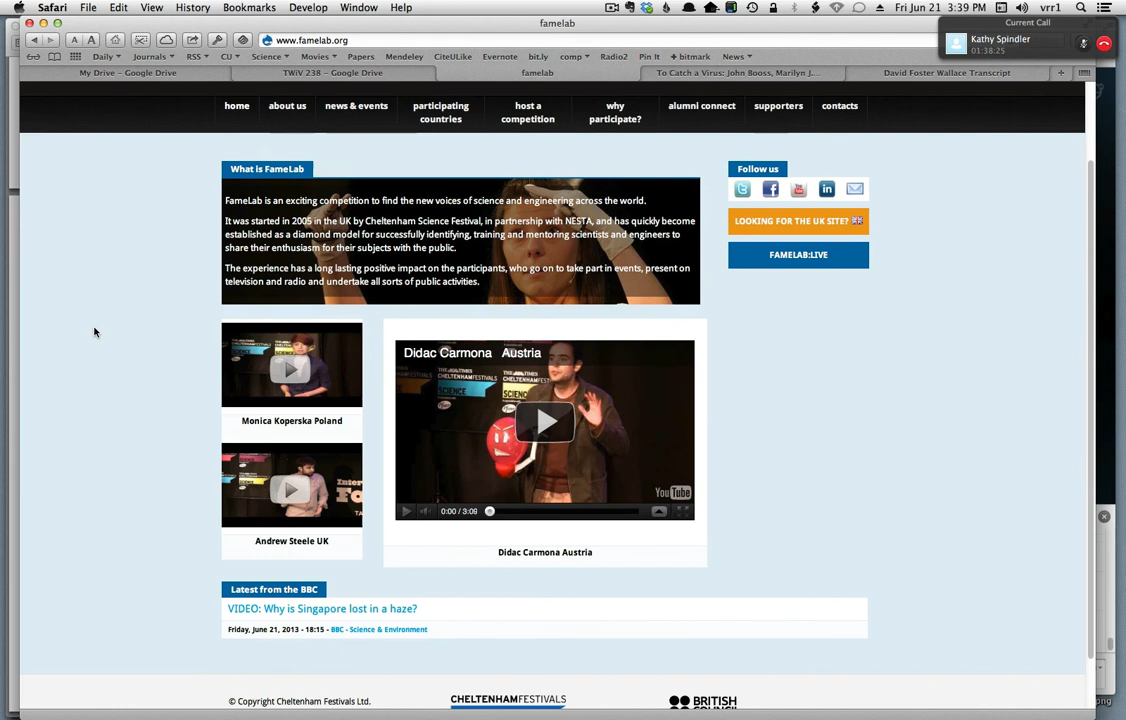 Safari File Edit View History Bookmarks Develop Window Help
Fri Jun 21 3:39 PM vrr1
famelab
Current Call
Kathy Spindler
01:38:25
A A www.famelab.org
Daily Journals RSS CU Science Movies Papers Mendeley CiteULike Evernote bit.ly comp Radio2 Pin It + bitmark News
My Drive – Google Drive TWiV 238 – Google Drive famelab To Catch a Virus: John Booss, Marilyn J.... David Foster Wallace Transcript
home about us news & events participating countries host a competition why participate? alumni connect supporters contacts
What is FameLab
FameLab is an exciting competition to find the new voices of science and engineering across the world.
It was started in 2005 in the UK by Cheltenham Science Festival, in partnership with NESTA, and has quickly become
established as a diamond model for successfully identifying, training and mentoring scientists and engineers to
share their enthusiasm for their subjects with the public.
The experience has a long lasting positive impact on the participants, who go on to take part in events, present on
television and radio and undertake all sorts of public activities.
Follow us
LOOKING FOR THE UK SITE?
FAMELAB:LIVE
Monica Koperska Poland
Andrew Steele UK
Didac Carmona Austria
THE TIMES
CHELTENHAM
SCIENCE
YouTube
0:00 / 3:09
Didac Carmona Austria
Latest from the BBC
VIDEO: Why is Singapore lost in a haze?
Friday, June 21, 2013 - 18:15 - BBC - Science & Environment
© Copyright Cheltenham Festivals Ltd.
CHELTENHAMFESTIVALS
BRITISH
png